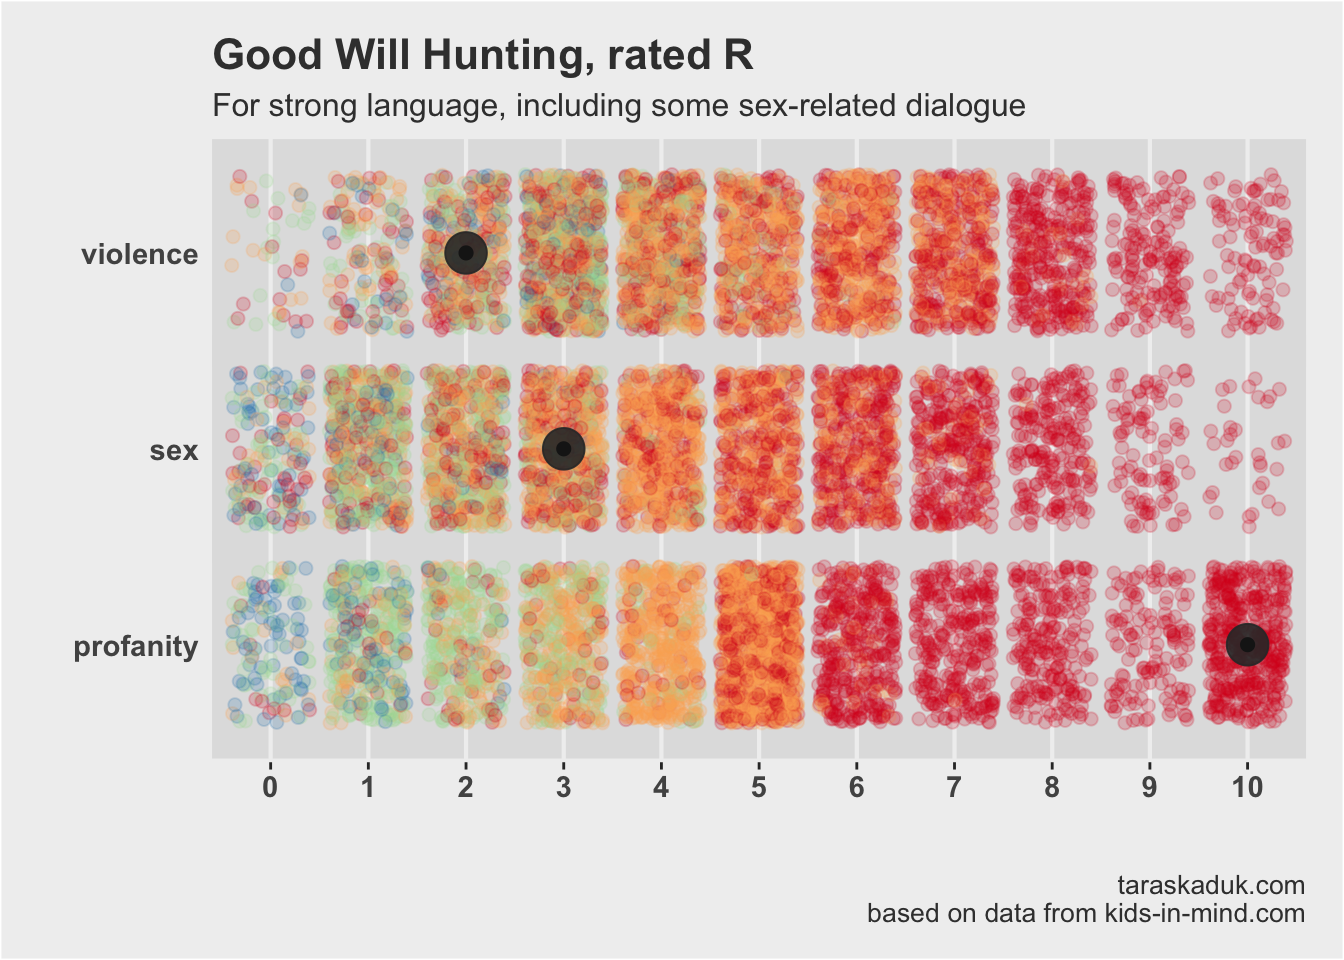 Good Will Hunting, rated R
For strong language, including some sex-related dialogue
violence
sex
profanity
0 1 2 3 4 5 6 7 8 9 10
taraskaduk.com
based on data from kids-in-mind.com